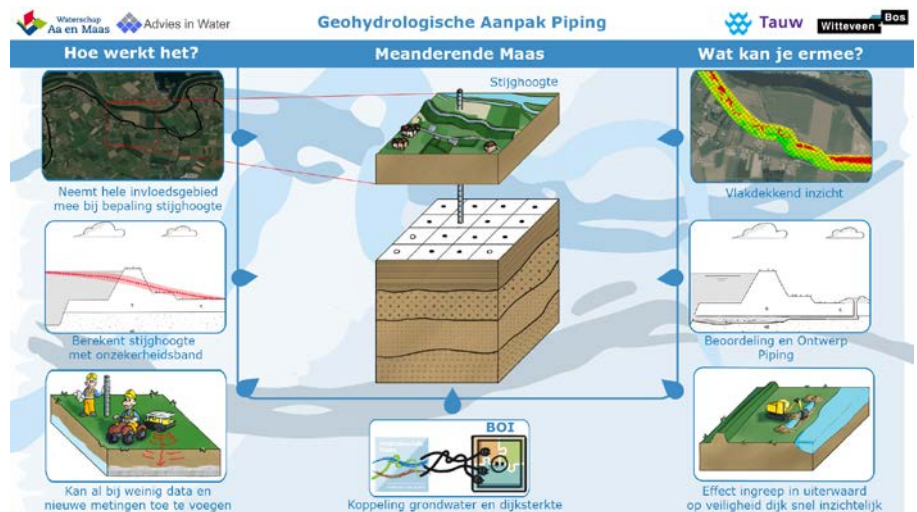 Waterschap
Aa en Maas
Advies in Water
Geohydrologische Aanpak Piping
Tauw
Witteveen + Bos
Hoe werkt het?
Meanderende Maas
Wat kan je ermee?
Stijghoogte
Neemt hele invloedsgebied
mee bij bepaling stijghoogte
Vlakdekkend inzicht
Berekent stijghoogte
met onzekerheidsband
Beoordeling en Ontwerp
Piping
BOI
Kan al bij weinig data en
nieuwe metingen toe te voegen
Koppeling grondwater en dijksterkte
Effect ingreep in uiterwaard
op veiligheid dijk snel inzichtelijk